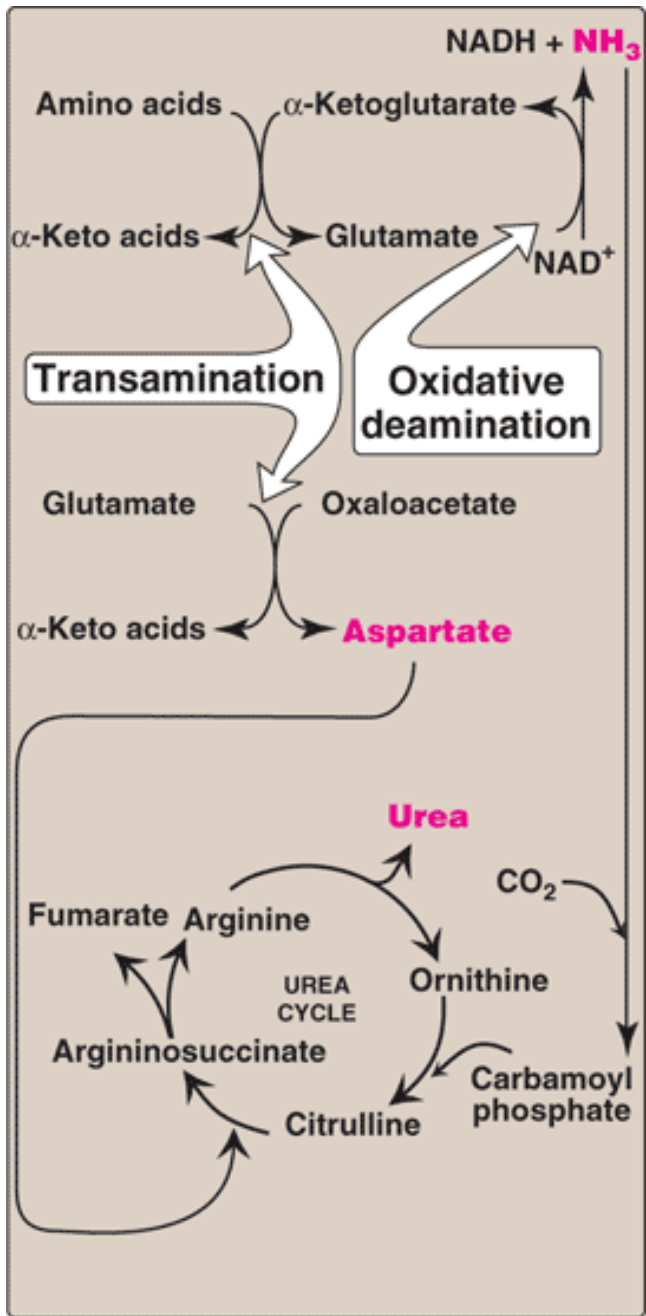 NADH + NH₃
Amino acids
α-Ketoglutarate
α-Keto acids
Glutamate
NAD⁺
Transamination
Oxidative
deamination
Glutamate
Oxaloacetate
α-Keto acids
Aspartate
Urea
CO₂
Fumarate
Arginine
UREA
CYCLE
Ornithine
Argininosuccinate
Carbamoyl
phosphate
Citrulline